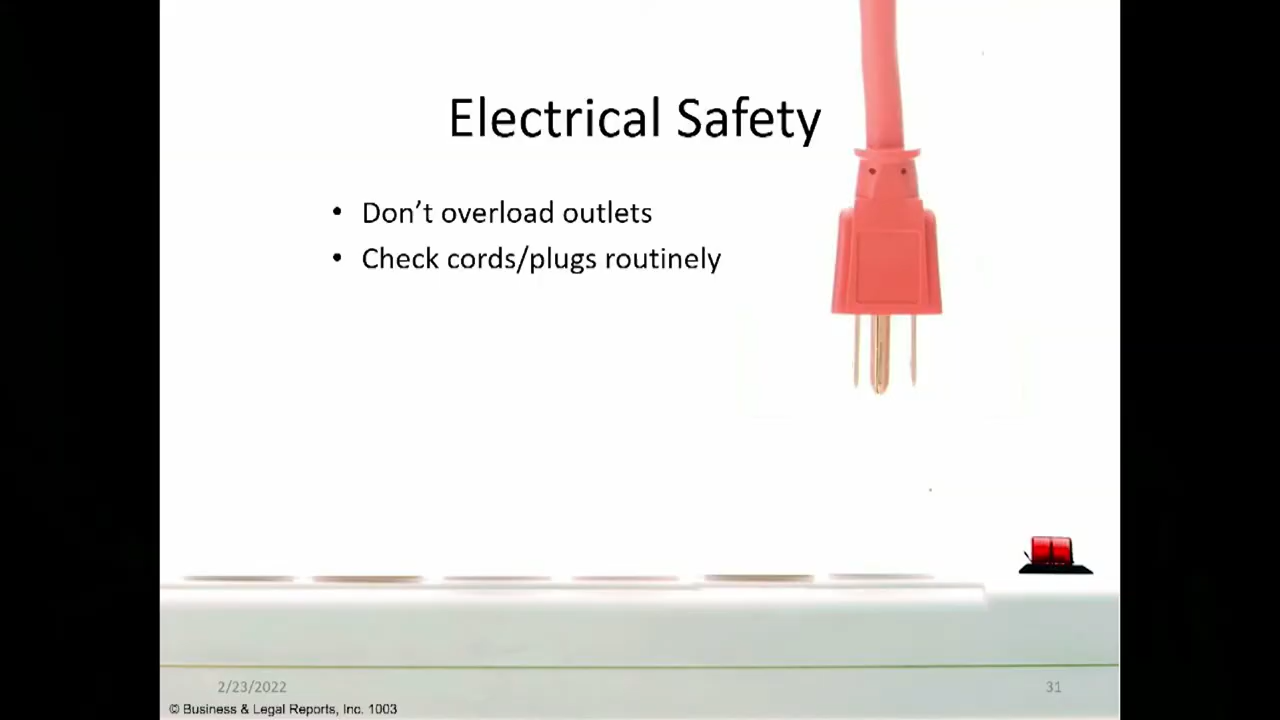 Electrical Safety
• Don’t overload outlets
• Check cords/plugs routinely
2/23/2022
31
© Business & Legal Reports, Inc. 1003